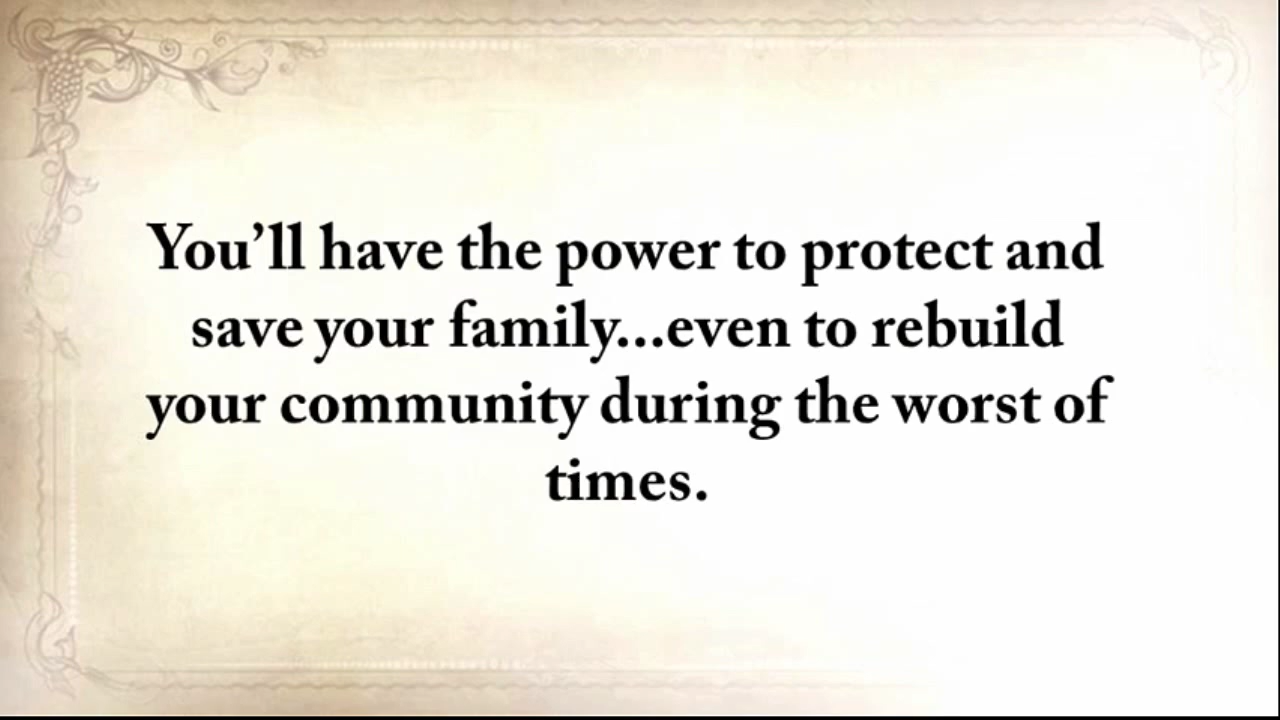 You’ll have the power to protect and
save your family...even to rebuild
your community during the worst of
times.